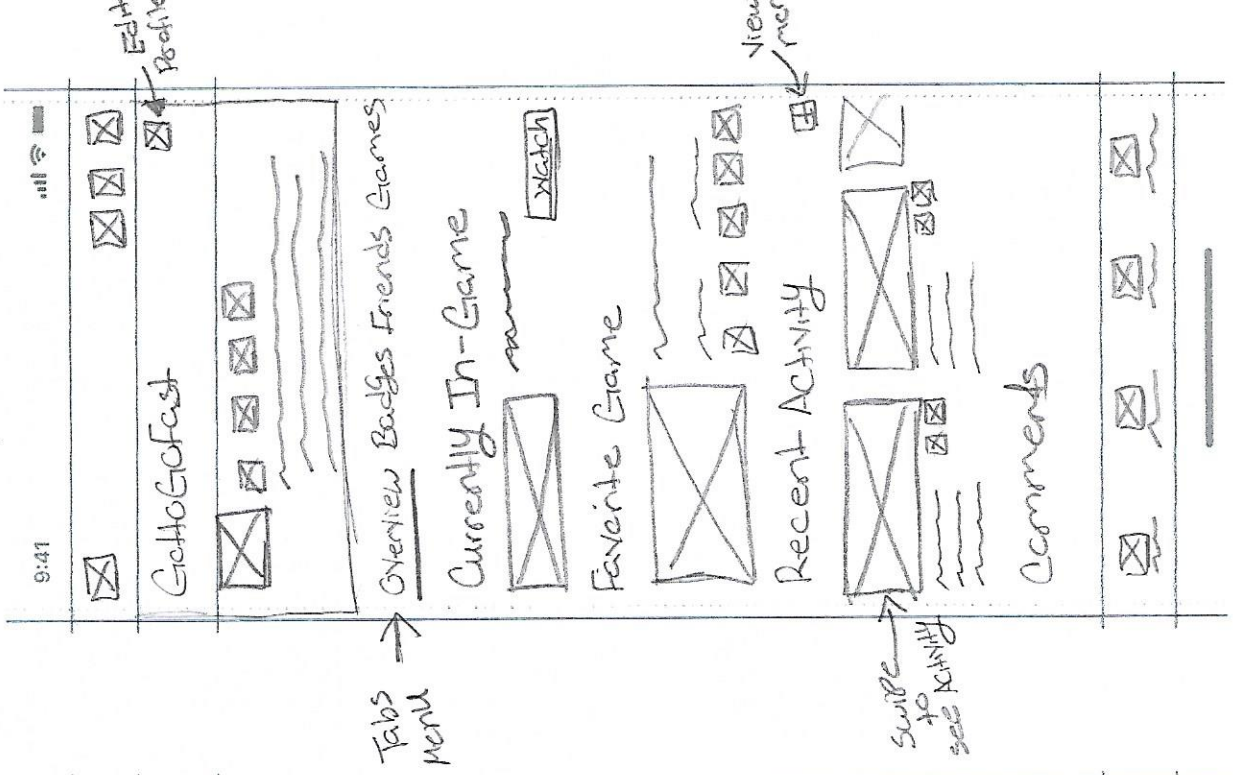 9:41
Edit
Profile
GottoGoFast
Tabs
Menu
Overview Badges Friends Games
Currently In-Game
Watch
Favorite Game
Recent Activity
View
Swipe
to
see Activity
Comments